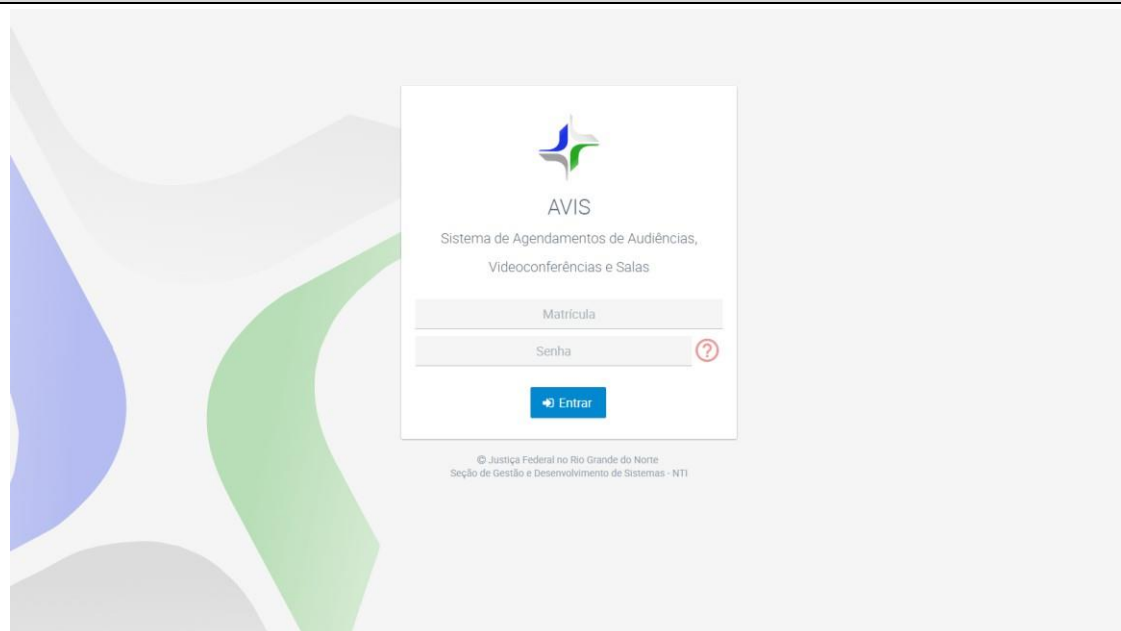 AVIS
Sistema de Agendamentos de Audiências,
Videoconferências e Salas
Matrícula
Senha
Entrar
© Justiça Federal no Rio Grande do Norte
Seção de Gestão e Desenvolvimento de Sistemas - NTI